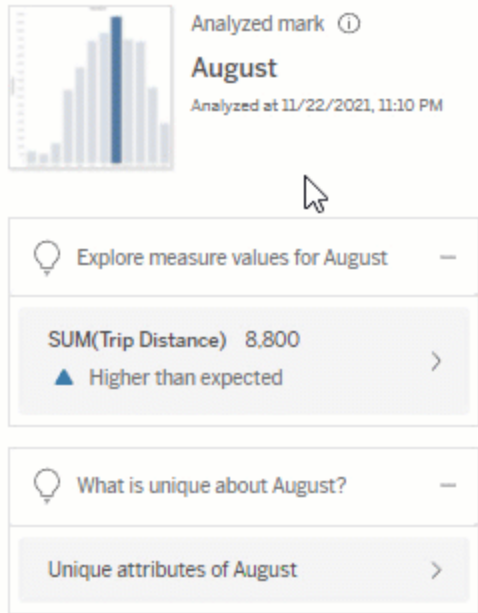 Analyzed mark
August
Analyzed at 11/22/2021, 11:10 PM
Explore measure values for August
SUM(Trip Distance) 8,800
Higher than expected
What is unique about August?
Unique attributes of August